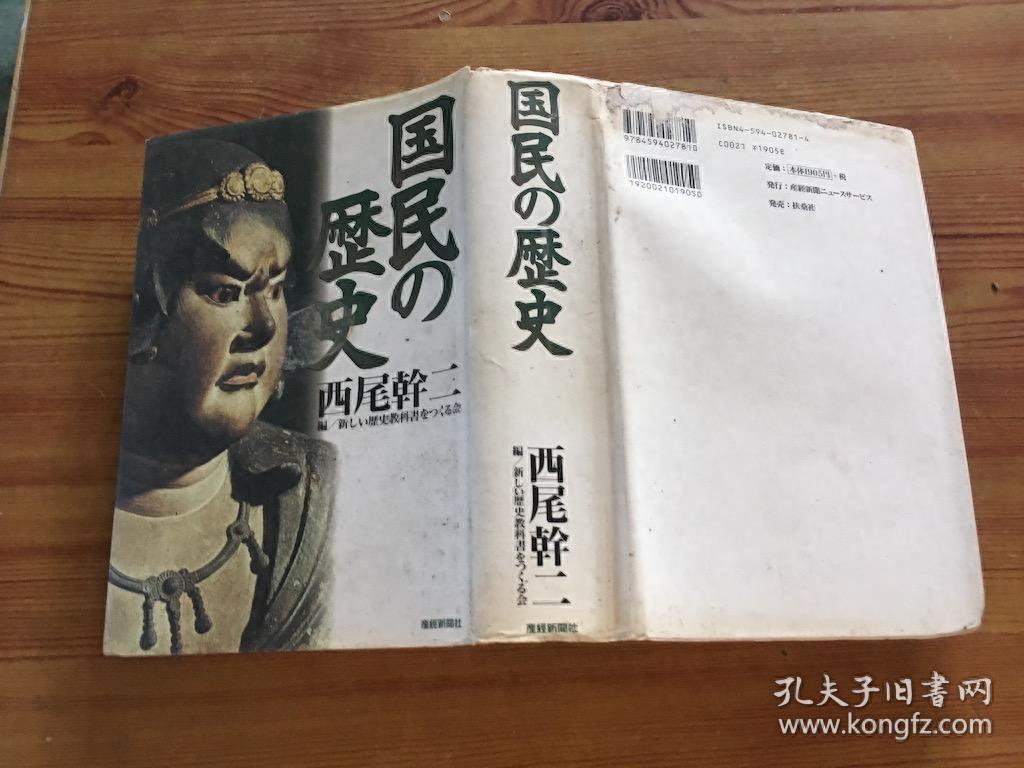 国民の
歴史
西尾幹二
編／新しい歴史教科書をつくる会
産経新聞社
国民の歴史
西尾幹二
編／新しい歴史教科書をつくる会
産経新聞社
9784594027810
ISBN4-594-02781-4
C0021 ¥1905E
1920021019050
定価：本体1905円＋税
発行：産経新聞ニュースサービス
発売：扶桑社
孔夫子旧书网
www.kongfz.com